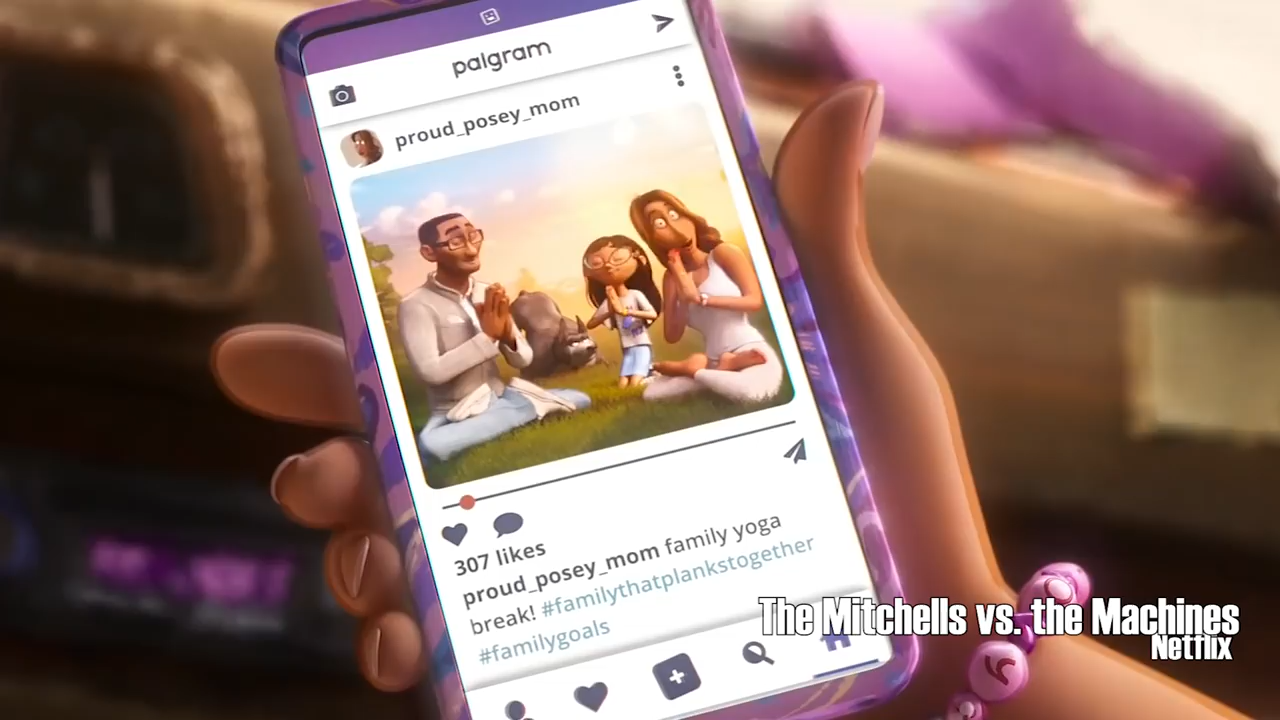 palgram
proud_posey_mom
307 likes
proud_posey_mom family yoga
break! #familythatplankstogether
#familygoals
The Mitchells vs. the Machines
Netflix